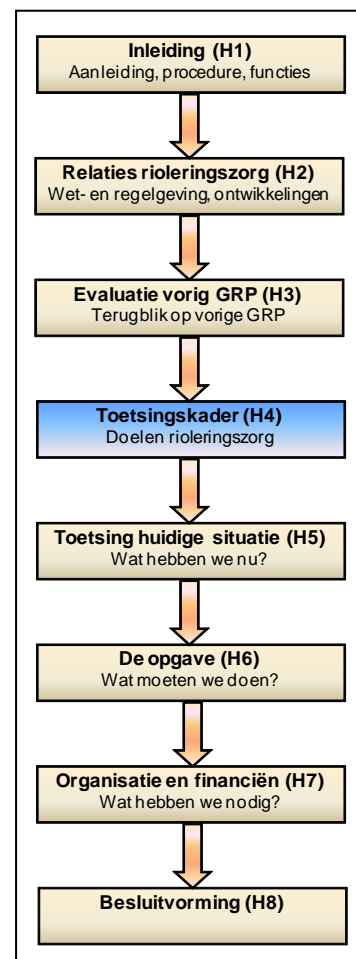 Inleiding (H1)
Aanleiding, procedure, functies
Relaties rioleringszorg (H2)
Wet- en regelgeving, ontwikkelingen
Evaluatie vorig GRP (H3)
Terugblik op vorige GRP
Toetsingskader (H4)
Doelen rioleringszorg
Toetsing huidige situatie (H5)
Wat hebben we nu?
De opgave (H6)
Wat moeten we doen?
Organisatie en financiën (H7)
Wat hebben we nodig?
Besluitvorming (H8)